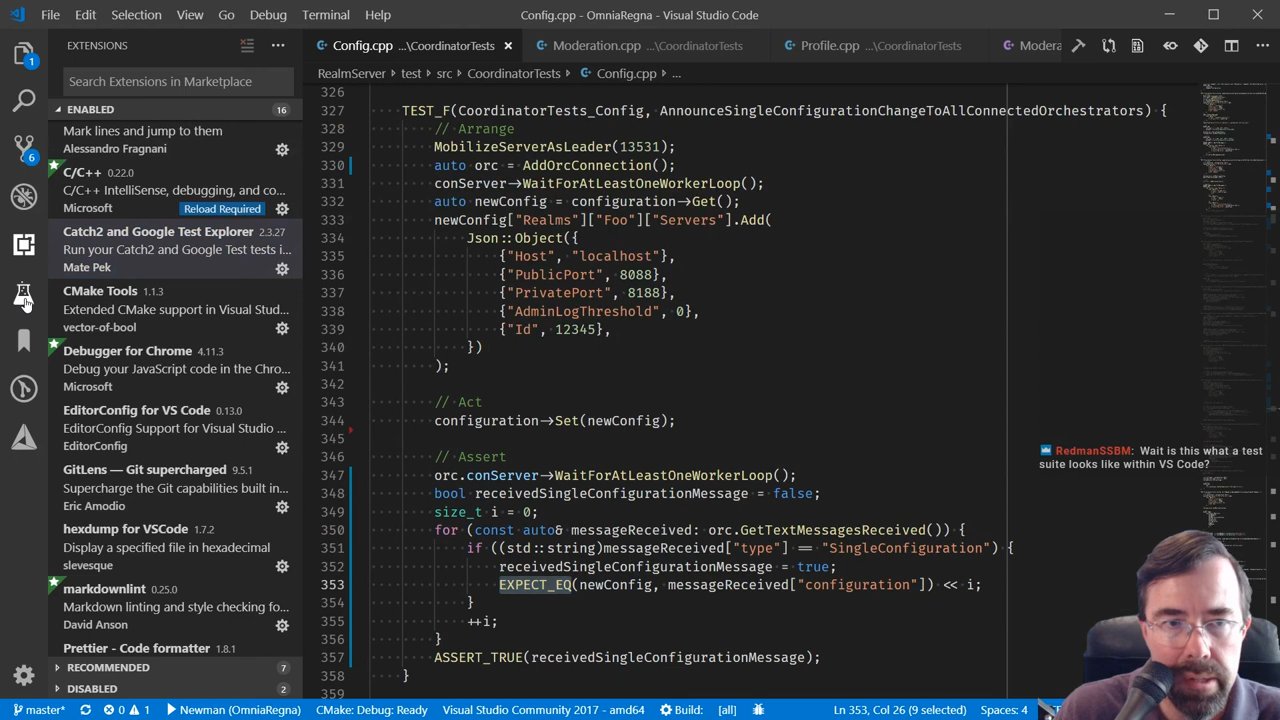 File Edit Selection View Go Debug Terminal Help Config.cpp - OmniaRegna - Visual Studio Code
EXTENSIONS
Search Extensions in Marketplace
ENABLED 16
Mark lines and jump to them
Alessandro Fragnani
C/C++ 0.22.0
C/C++ IntelliSense, debugging, and co...
Microsoft Reload Required
Catch2 and Google Test Explorer 2.3.27
Run your Catch2 and Google Test tests i...
Mate Pek
CMake Tools 1.1.3
Extended CMake support in Visual Stud...
vector-of-bool
Debugger for Chrome 4.11.3
Debug your JavaScript code in the Chro...
Microsoft
EditorConfig for VS Code 0.13.0
EditorConfig Support for Visual Studio ...
EditorConfig
GitLens — Git supercharged 9.5.1
Supercharge the Git capabilities built in...
Eric Amodio
hexdump for VSCode 1.7.2
Display a specified file in hexadecimal
slevesque
markdownlint 0.25.0
Markdown linting and style checking fo...
David Anson
Prettier - Code formatter 1.8.1
RECOMMENDED 7
DISABLED 2
1
6
Config.cpp ...\CoordinatorTests Moderation.cpp ...\CoordinatorTests Profile.cpp ...\CoordinatorTests Modera
RealmServer > test > src > CoordinatorTests > Config.cpp > ...
326
327 TEST_F(CoordinatorTests_Config, AnnounceSingleConfigurationChangeToAllConnectedOrchestrators) {
328 // Arrange
329 MobilizeServerAsLeader(13531);
330 auto orc = AddOrcConnection();
331 conServer->WaitForAtLeastOneWorkerLoop();
332 auto newConfig = configuration->Get();
333 newConfig["Realms"]["Foo"]["Servers"].Add(
334 Json::Object({
335 {"Host", "localhost"},
336 {"PublicPort", 8088},
337 {"PrivatePort", 8188},
338 {"AdminLogThreshold", 0},
339 {"Id", 12345},
340 })
341 );
342
343 // Act
344 configuration->Set(newConfig);
345
346 // Assert
347 orc.conServer->WaitForAtLeastOneWorkerLoop();
348 bool receivedSingleConfigurationMessage = false;
349 size_t i = 0;
350 for (const auto& messageReceived: orc.GetTextMessagesReceived()) {
351 if ((std::string)messageReceived["type"] == "SingleConfiguration") {
352 receivedSingleConfigurationMessage = true;
353 EXPECT_EQ(newConfig, messageReceived["configuration"]) << i;
354 }
355 ++i;
356 }
357 ASSERT_TRUE(receivedSingleConfigurationMessage);
358 }
359
RedmanSSBM: Wait is this what a test
suite looks like within VS Code?
master* 0 1 Newman (OmniaRegna) CMake: Debug: Ready Visual Studio Community 2017 - amd64 Build: [all] Ln 353, Col 26 (9 selected) Spaces: 4